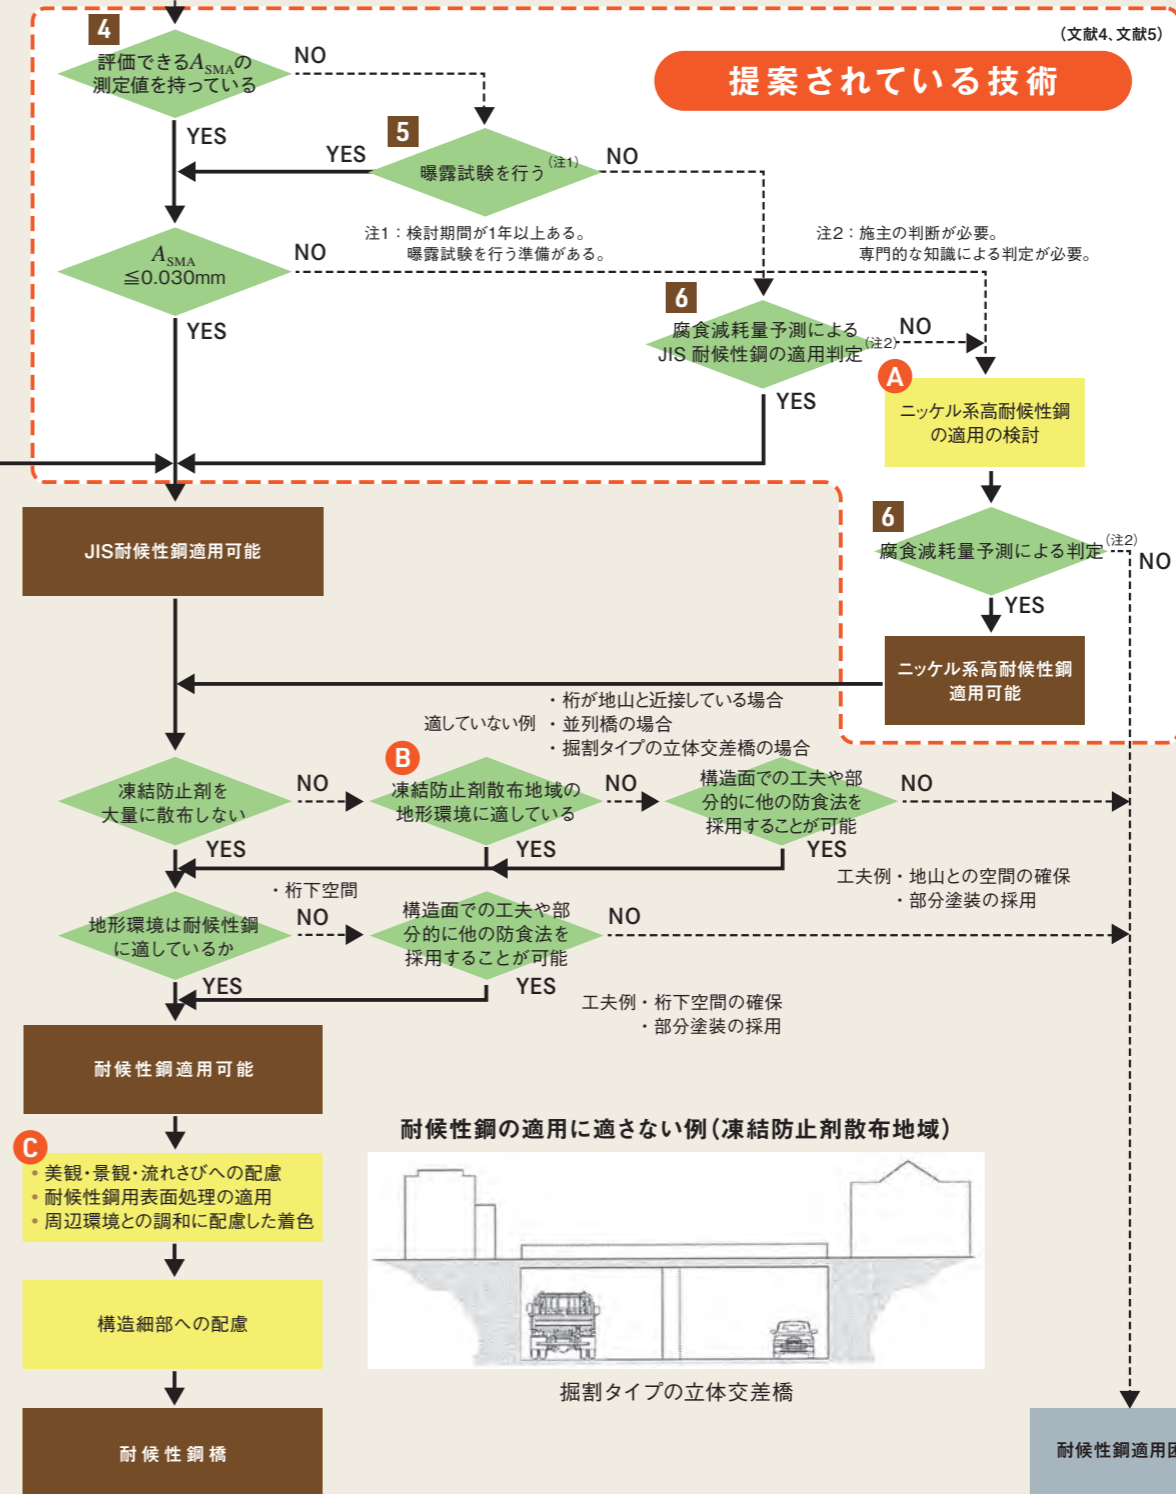 (文献4、文献5)
提案されている技術
4
評価できるASMAの
測定値を持っている
NO
YES
5
曝露試験を行う(注1)
YES
NO
注1：検討期間が1年以上ある。
曝露試験を行う準備がある。
注2：施主の判断が必要。
専門的な知識による判定が必要。
ASMA
≦0.030mm
NO
YES
6
腐食減耗量予測による
JIS 耐候性鋼の適用判定(注2)
NO
YES
A
ニッケル系高耐候性鋼
の適用の検討
JIS耐候性鋼適用可能
6
腐食減耗量予測による判定(注2)
NO
YES
ニッケル系高耐候性鋼
適用可能
適していない例
・桁が地山と近接している場合
・並列橋の場合
・掘割タイプの立体交差橋の場合
凍結防止剤を
大量に散布しない
NO
YES
B
凍結防止剤散布地域の
地形環境に適している
NO
YES
構造面での工夫や部
分的に他の防食法を
採用することが可能
NO
YES
工夫例・地山との空間の確保
・部分塗装の採用
・桁下空間
地形環境は耐候性鋼
に適しているか
NO
YES
構造面での工夫や部
分的に他の防食法を
採用することが可能
NO
YES
工夫例・桁下空間の確保
・部分塗装の採用
耐候性鋼適用可能
C
• 美観・景観・流れさびへの配慮
• 耐候性鋼用表面処理の適用
• 周辺環境との調和に配慮した着色
構造細部への配慮
耐候性鋼橋
耐候性鋼の適用に適さない例(凍結防止剤散布地域)
掘割タイプの立体交差橋
耐候性鋼適用困